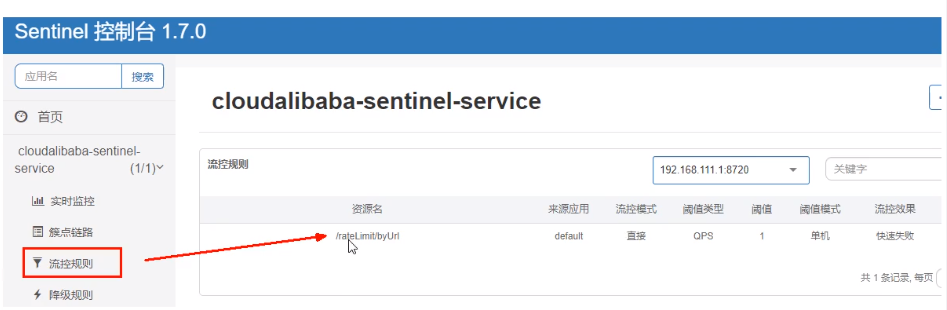 Sentinel 控制台 1.7.0
应用名 搜索
首页
cloudalibaba-sentinel-
service (1/1)
实时监控
簇点链路
流控规则
降级规则
cloudalibaba-sentinel-service
流控规则 192.168.111.1:8720 关键字
资源名 来源应用 流控模式 阈值类型 阈值 阈值模式 流控效果
/rateLimit/byUrl default 直接 QPS 1 单机 快速失败
共 1 条记录, 每页